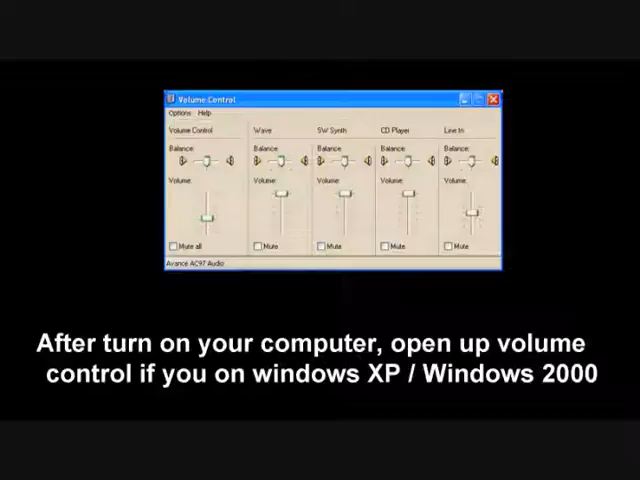 Volume Control
Options Help
Volume Control Wave SW Synth CD Player Line In
Balance: Balance: Balance: Balance: Balance:
Volume: Volume: Volume: Volume: Volume:
Mute all Mute Mute Mute Mute
Avance AC97 Audio
After turn on your computer, open up volume
control if you on windows XP / Windows 2000